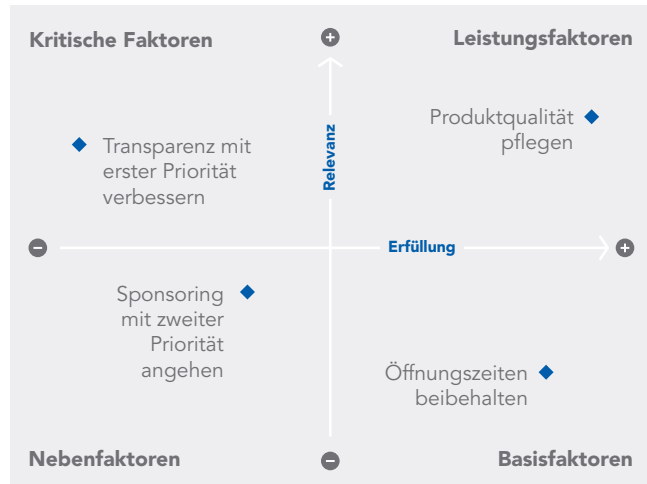 Kritische Faktoren
+
Leistungsfaktoren
Relevanz
Transparenz mit
erster Priorität
verbessern
Produktqualität
pflegen
–
Erfüllung
+
Sponsoring
mit zweiter
Priorität
angehen
Öffnungszeiten
beibehalten
Nebenfaktoren
–
Basisfaktoren